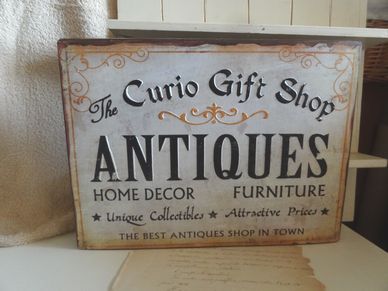 The Curio Gift Shop
ANTIQUES
HOME DECOR FURNITURE
★ Unique Collectibles ★ Attractive Prices ★
THE BEST ANTIQUES SHOP IN TOWN